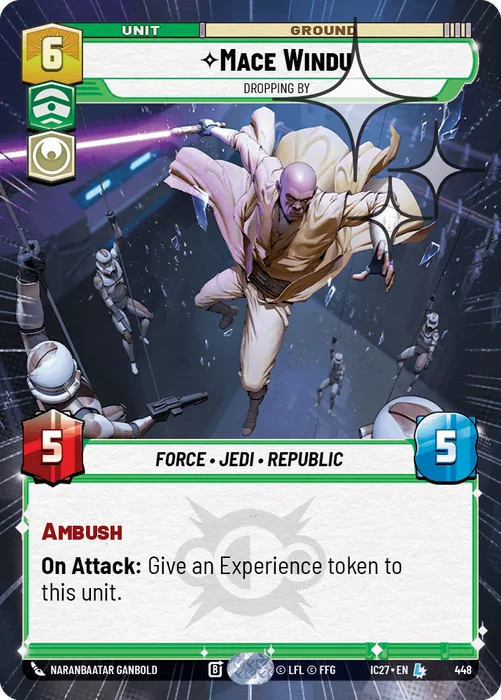 UNIT
GROUND
6
MACE WINDU
DROPPING BY
5
5
FORCE • JEDI • REPUBLIC
AMBUSH
On Attack: Give an Experience token to
this unit.
NARANBAATAR GANBOLD
B
© LFL © FFG
IC27 • EN
L
448